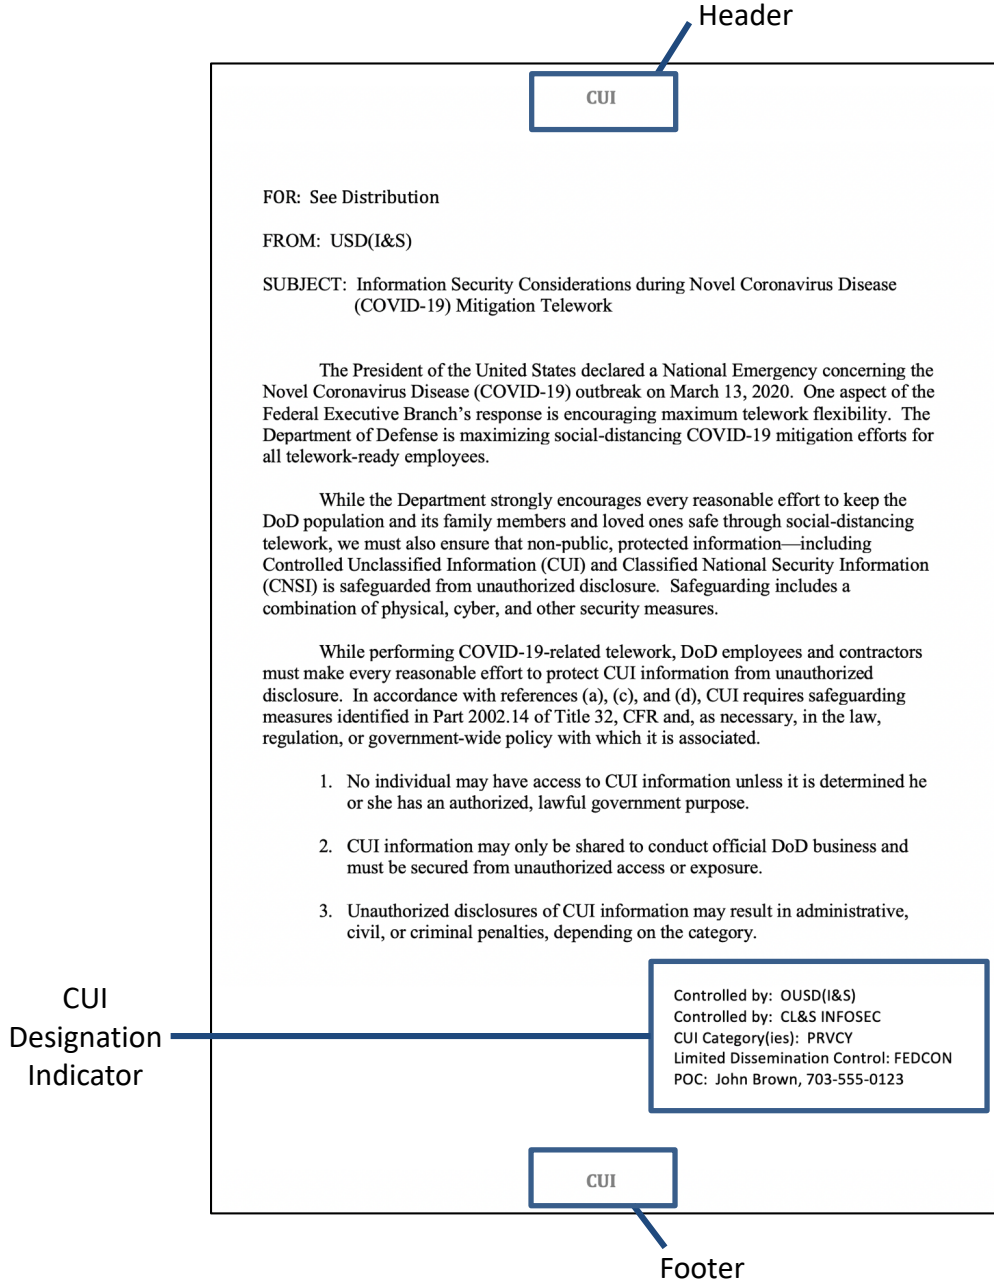 Header
CUI
FOR:  See Distribution
FROM:  USD(I&S)
SUBJECT:  Information Security Considerations during Novel Coronavirus Disease
(COVID-19) Mitigation Telework
The President of the United States declared a National Emergency concerning the
Novel Coronavirus Disease (COVID-19) outbreak on March 13, 2020.  One aspect of the
Federal Executive Branch's response is encouraging maximum telework flexibility.  The
Department of Defense is maximizing social-distancing COVID-19 mitigation efforts for
all telework-ready employees.
While the Department strongly encourages every reasonable effort to keep the
DoD population and its family members and loved ones safe through social-distancing
telework, we must also ensure that non-public, protected information—including
Controlled Unclassified Information (CUI) and Classified National Security Information
(CNSI) is safeguarded from unauthorized disclosure.  Safeguarding includes a
combination of physical, cyber, and other security measures.
While performing COVID-19-related telework, DoD employees and contractors
must make every reasonable effort to protect CUI information from unauthorized
disclosure.  In accordance with references (a), (c), and (d), CUI requires safeguarding
measures identified in Part 2002.14 of Title 32, CFR and, as necessary, in the law,
regulation, or government-wide policy with which it is associated.
1.  No individual may have access to CUI information unless it is determined he
or she has an authorized, lawful government purpose.
2.  CUI information may only be shared to conduct official DoD business and
must be secured from unauthorized access or exposure.
3.  Unauthorized disclosures of CUI information may result in administrative,
civil, or criminal penalties, depending on the category.
CUI
Designation
Indicator
Controlled by:  OUSD(I&S)
Controlled by:  CL&S INFOSEC
CUI Category(ies):  PRVCY
Limited Dissemination Control: FEDCON
POC:  John Brown, 703-555-0123
CUI
Footer